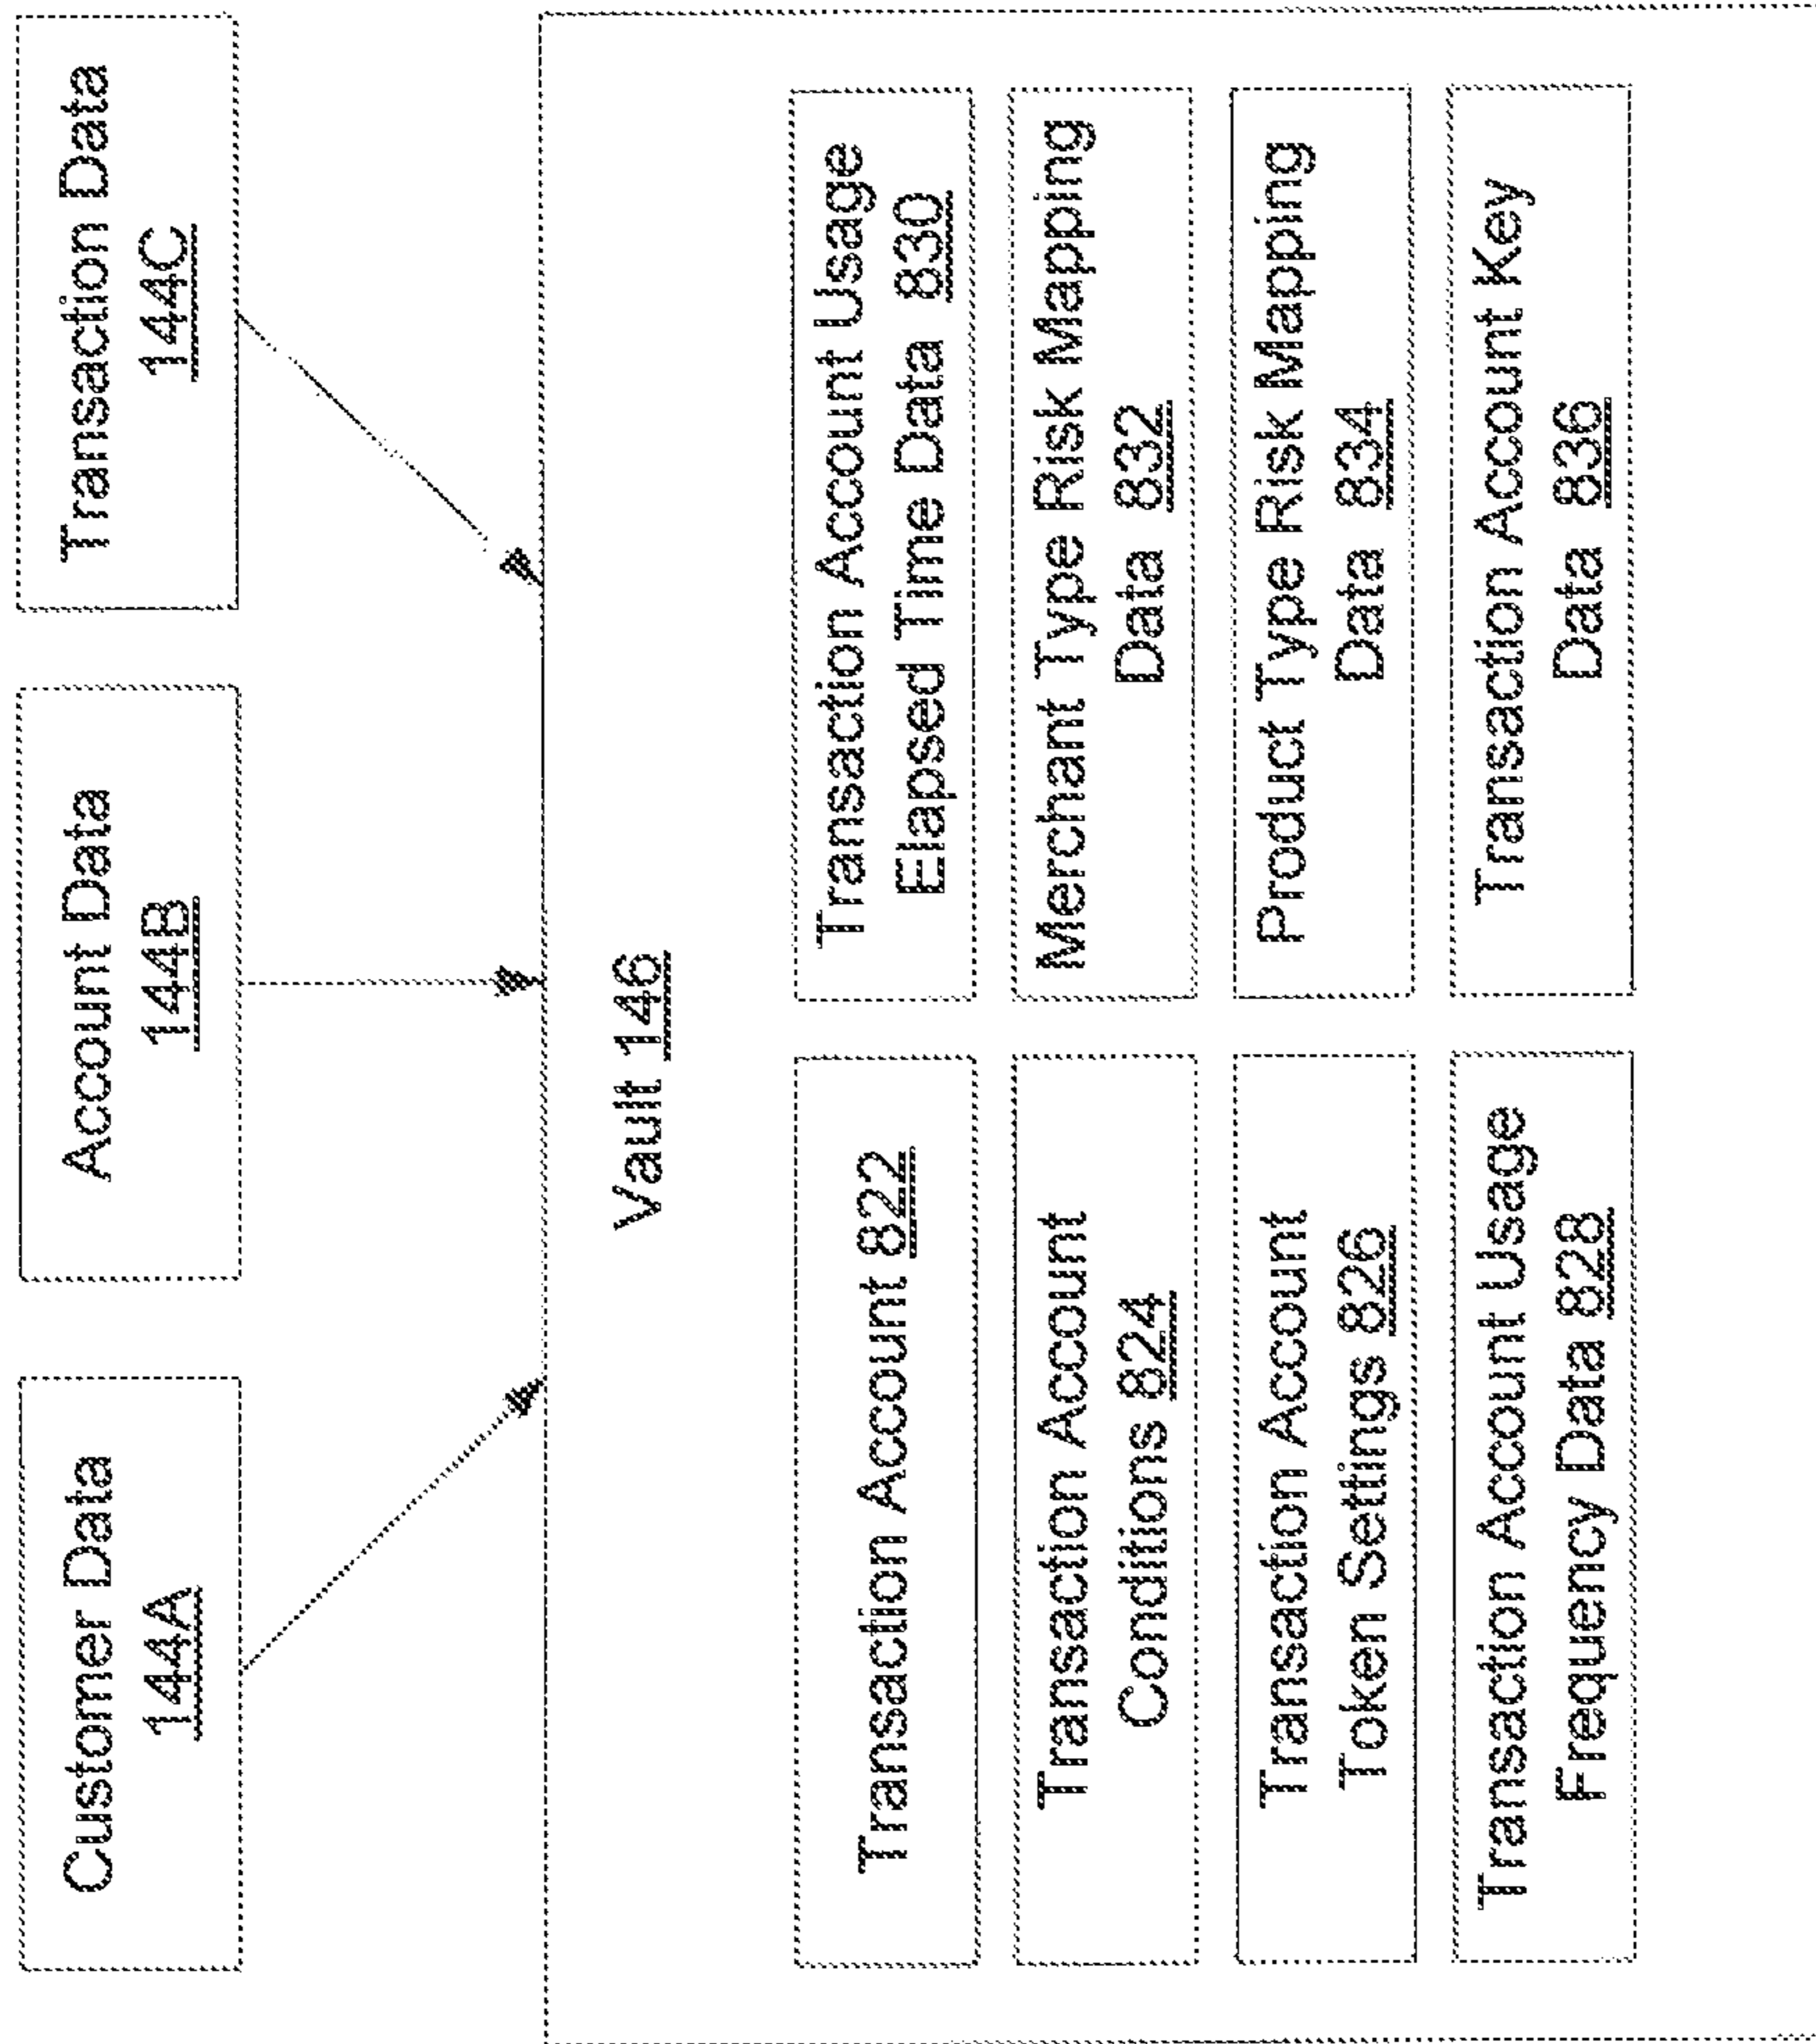 Customer Data
144A
Account Data
144B
Transaction Data
144C
Vault 146
Transaction Account 822
Transaction Account
Conditions 824
Transaction Account
Token Settings 826
Transaction Account Usage
Frequency Data 828
Transaction Account Usage
Elapsed Time Data 830
Merchant Type Risk Mapping
Data 832
Product Type Risk Mapping
Data 834
Transaction Account Key
Data 836